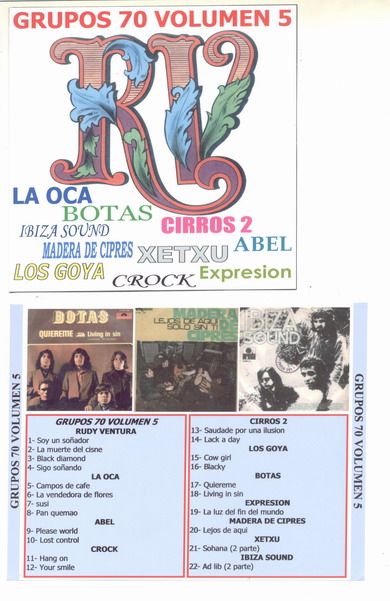 GRUPOS 70 VOLUMEN 5
RV
LA OCA
BOTAS
CIRROS 2
IBIZA SOUND
ABEL
MADERA DE CIPRES
XETXU
LOS GOYA
Expresion
CROCK
GRUPOS 70 VOLUMEN 5
BOTAS
QUIEREME Living in sin
MADERA DE CIPRES
LEJOS DE AQUI
SOLO SIN TI
IBIZA SOUND
GRUPOS 70 VOLUMEN 5
GRUPOS 70 VOLUMEN 5
RUDY VENTURA
1- Soy un soñador
2- La muerte del cisne
3- Black diamond
4- Sigo soñando
LA OCA
5- Campos de cafe
6- La vendedora de flores
7- susi
8- Pan quemao
ABEL
9- Please world
10- Lost control
CROCK
11- Hang on
12- Your smile
CIRROS 2
13- Saudade por una ilusion
14- Lack a day
LOS GOYA
15- Cow girl
16- Blacky
BOTAS
17- Quiereme
18- Living in sin
EXPRESION
19- La luz del fin del mundo
MADERA DE CIPRES
20- Lejos de aqui
XETXU
21- Sohana (2 parte)
IBIZA SOUND
22- Ad lib (2 parte)